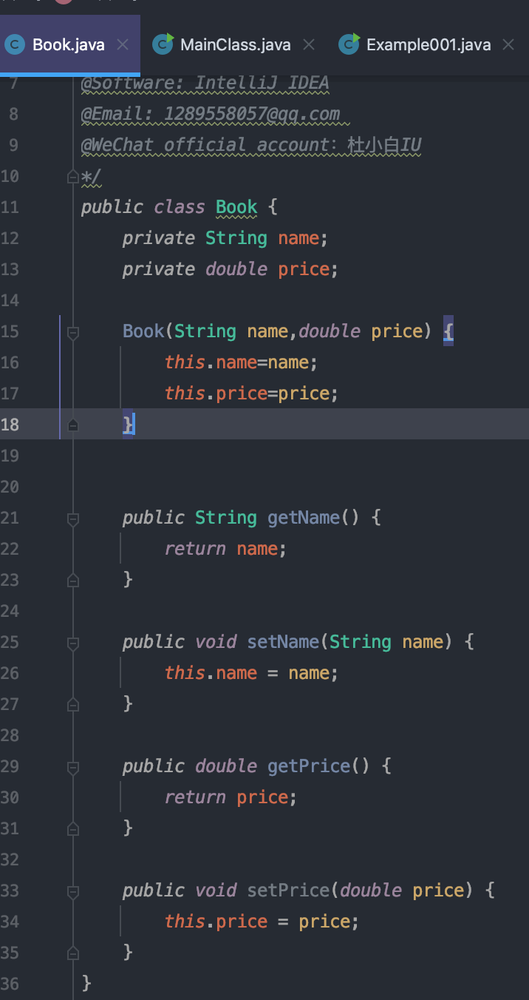 Book.java MainClass.java Example001.java
7 @Software: IntelliJ IDEA
8 @Email: 1289558057@qq.com
9 @WeChat official account：杜小白IU
10 */
11 public class Book {
12 private String name;
13 private double price;
14
15 Book(String name,double price) {
16 this.name=name;
17 this.price=price;
18 }
19
20
21 public String getName() {
22 return name;
23 }
24
25 public void setName(String name) {
26 this.name = name;
27 }
28
29 public double getPrice() {
30 return price;
31 }
32
33 public void setPrice(double price) {
34 this.price = price;
35 }
36 }